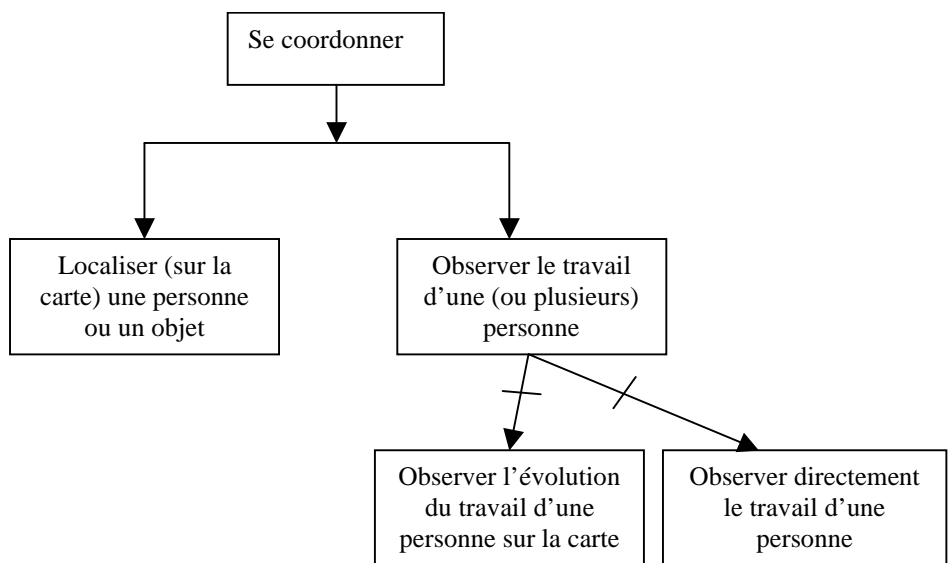 Se coordonner
Localiser (sur la
carte) une personne
ou un objet
Observer le travail
d’une (ou plusieurs)
personne
Observer l’évolution
du travail d’une
personne sur la carte
Observer directement
le travail d’une
personne